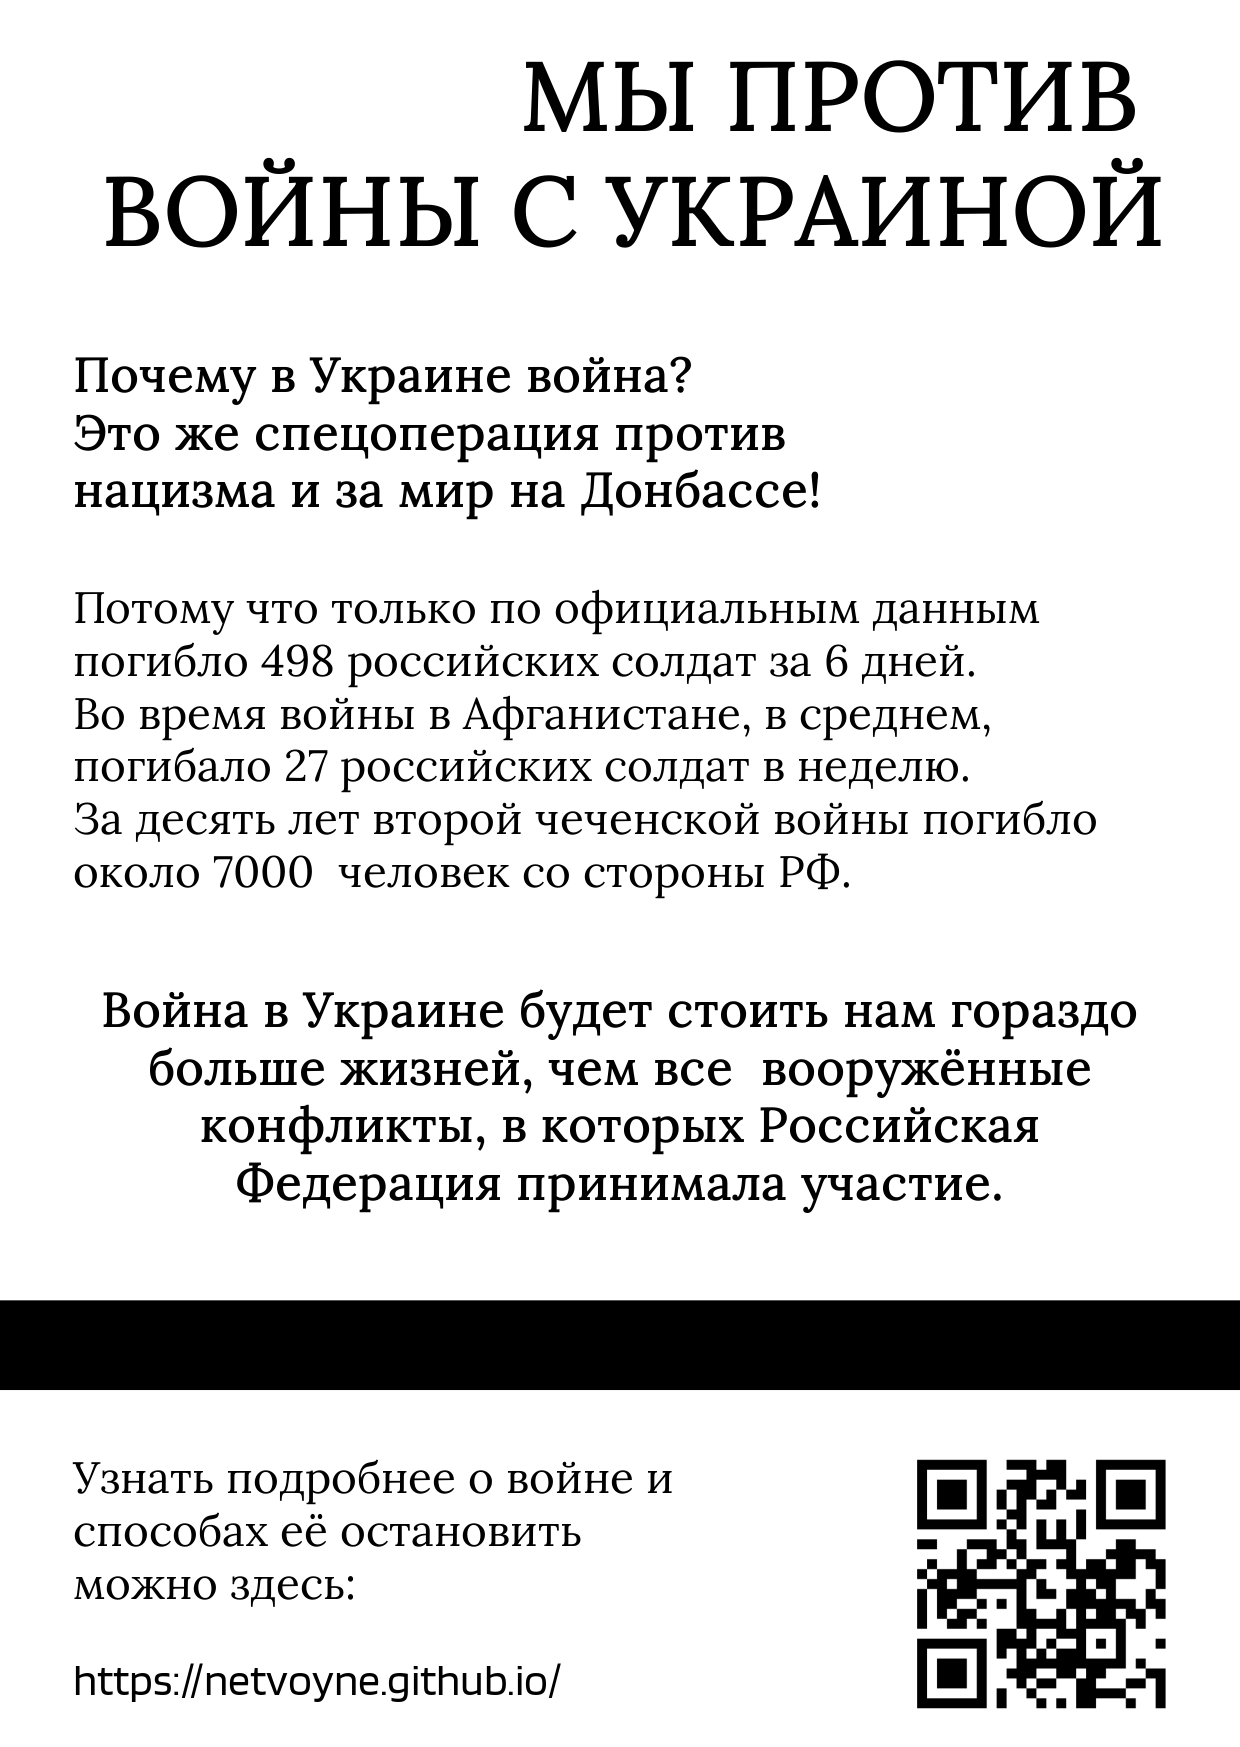 МЫ ПРОТИВ
ВОЙНЫ С УКРАИНОЙ
Почему в Украине война?
Это же спецоперация против
нацизма и за мир на Донбассе!
Потому что только по официальным данным
погибло 498 российских солдат за 6 дней.
Во время войны в Афганистане, в среднем,
погибало 27 российских солдат в неделю.
За десять лет второй чеченской войны погибло
около 7000  человек со стороны РФ.
Война в Украине будет стоить нам гораздо
больше жизней, чем все  вооружённые
конфликты, в которых Российская
Федерация принимала участие.
Узнать подробнее о войне и
способах её остановить
можно здесь:
https://netvoyne.github.io/